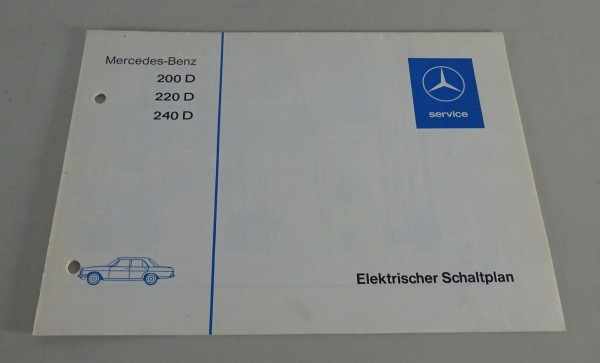 Mercedes-Benz
200 D
220 D
240 D
service
Elektrischer Schaltplan